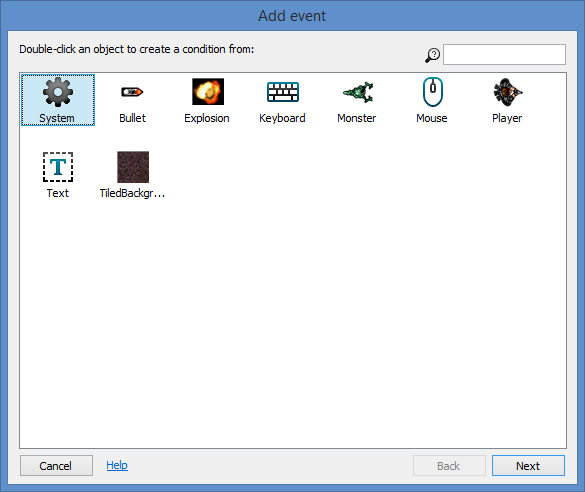 Add event
Double-click an object to create a condition from:
System Bullet Explosion Keyboard Monster Mouse Player
T
Text TiledBackgr...
Cancel Help Back Next